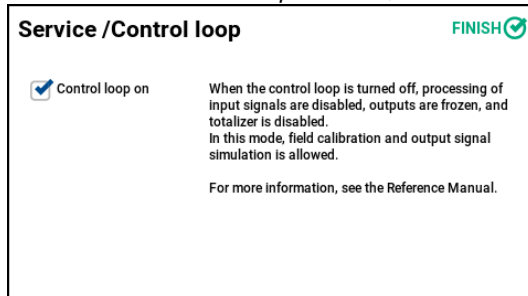 Service /Control loop
FINISH
Control loop on
When the control loop is turned off, processing of
input signals are disabled, outputs are frozen, and
totalizer is disabled.
In this mode, field calibration and output signal
simulation is allowed.
For more information, see the Reference Manual.